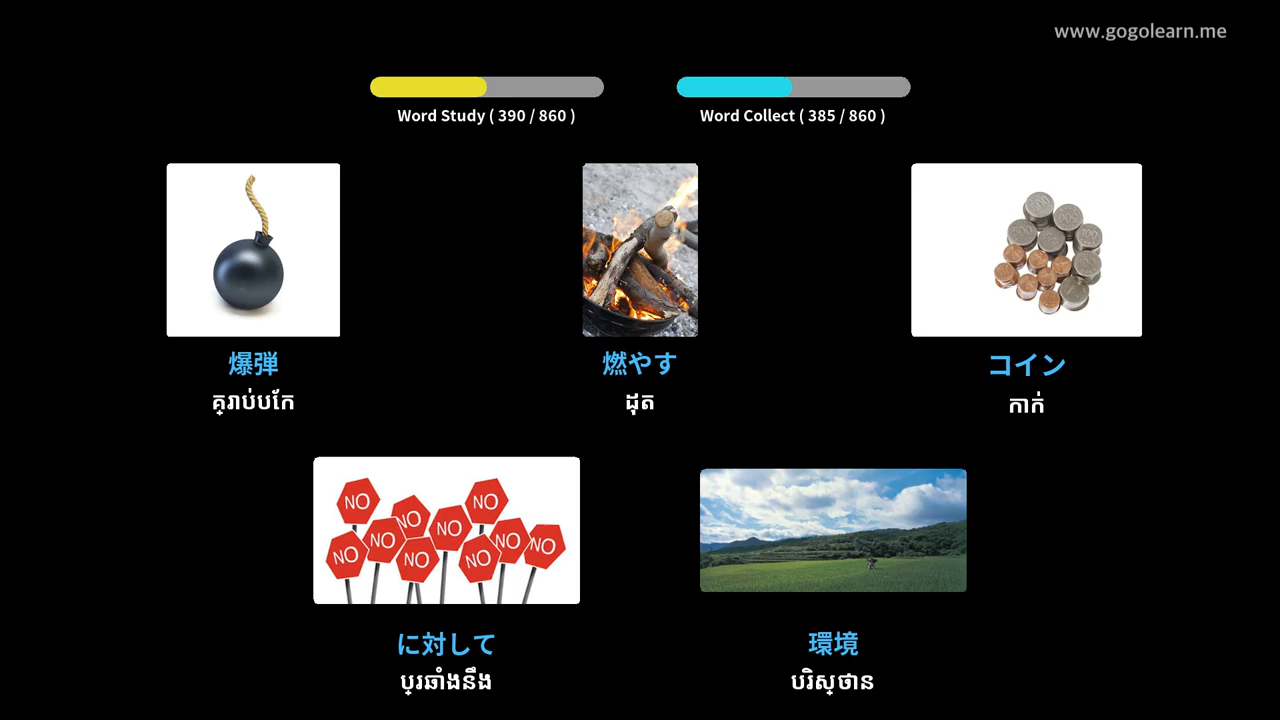 www.gogolearn.me
Word Study ( 390 / 860 )
Word Collect ( 385 / 860 )
爆弾
គ្រាប់បែក
燃やす
ដុត
コイン
កាក់
NO
NO
NO
NO
NO
NO
NO
NO
NO
NO
に対して
ប្រឆាំងនឹង
環境
បរិស្ថាន